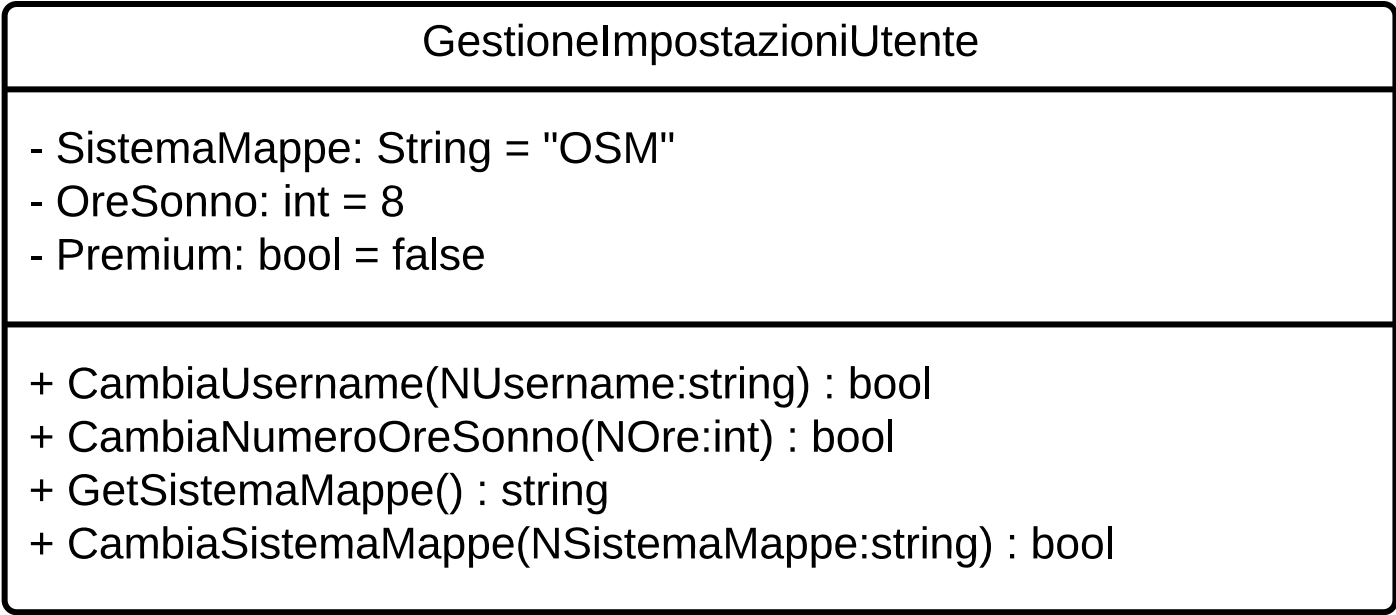 GestioneImpostazioniUtente
- SistemaMappe: String = "OSM"
- OreSonno: int = 8
- Premium: bool = false
+ CambiaUsername(NUsername:string) : bool
+ CambiaNumeroOreSonno(NOre:int) : bool
+ GetSistemaMappe() : string
+ CambiaSistemaMappe(NSistemaMappe:string) : bool